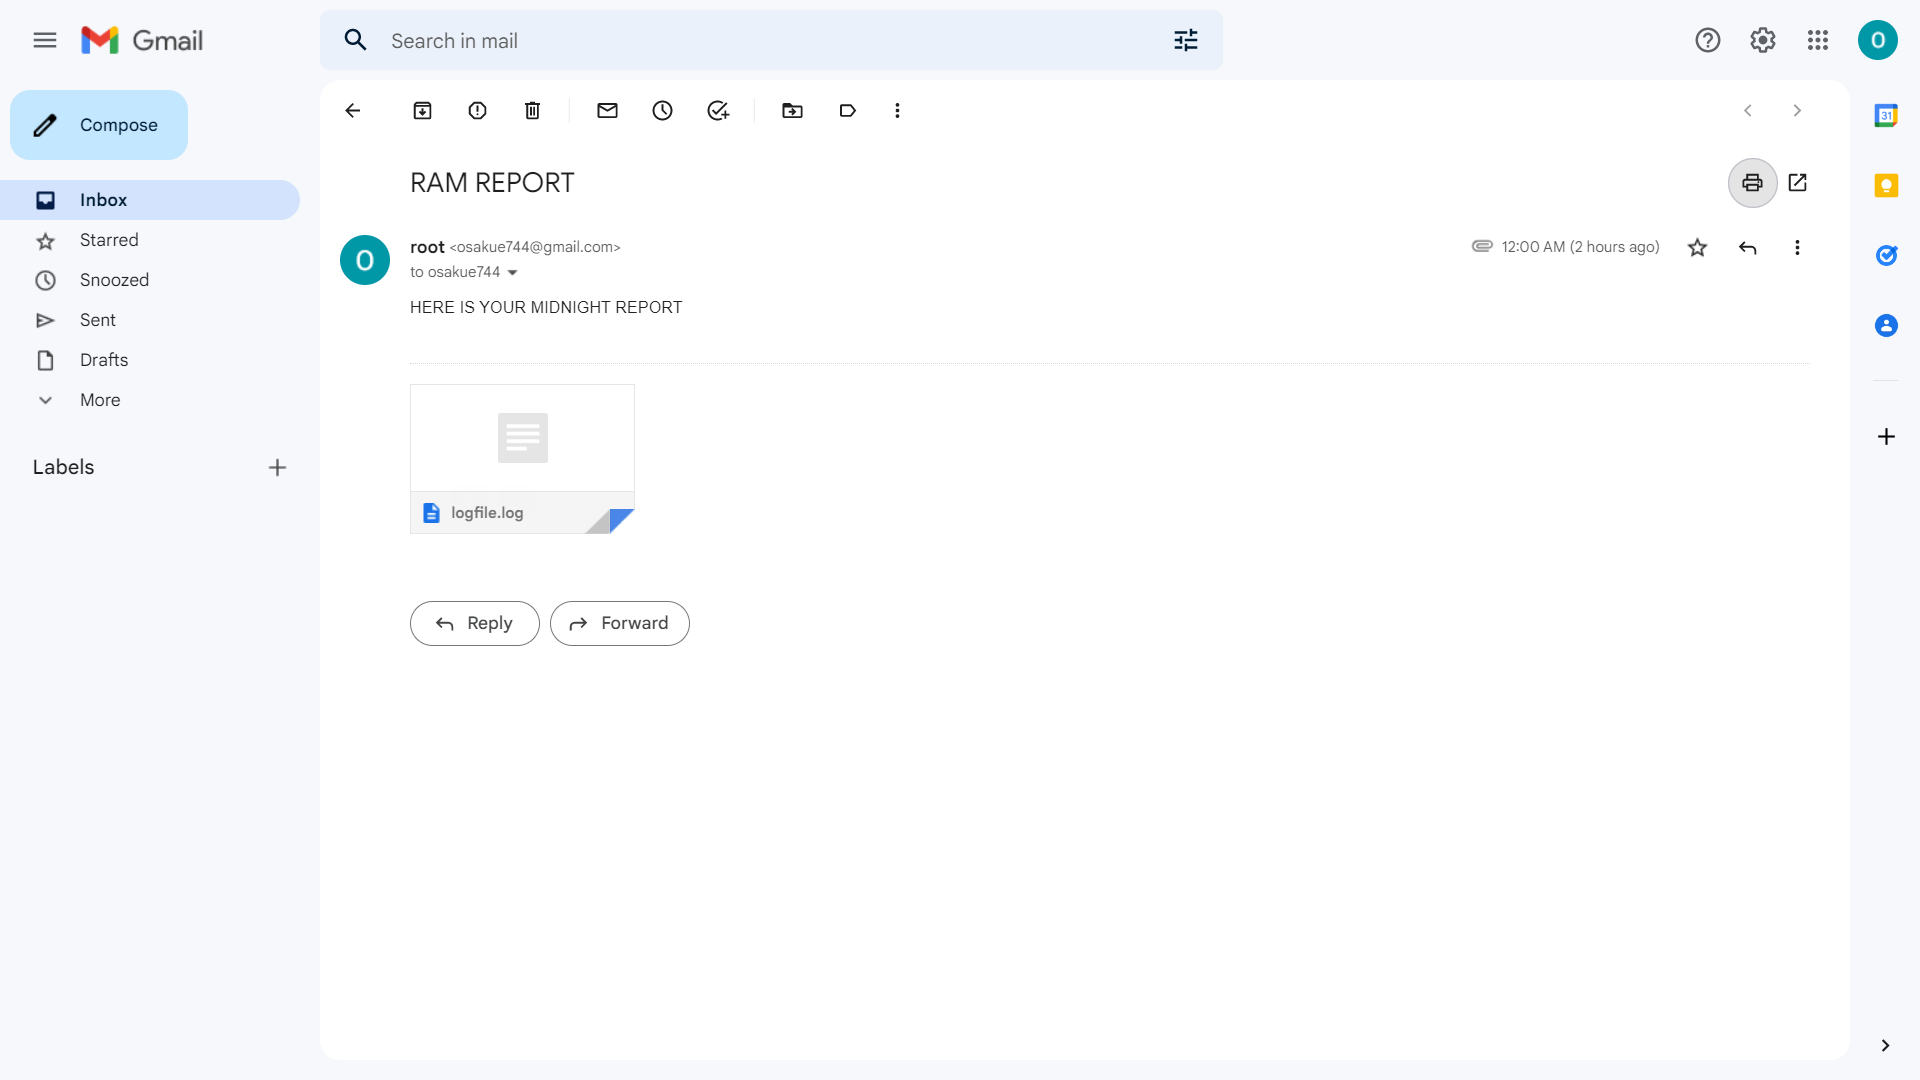 Gmail
Search in mail
O
Compose
Inbox
Starred
Snoozed
Sent
Drafts
More
Labels
RAM REPORT
O
root <osakue744@gmail.com>
12:00 AM (2 hours ago)
to osakue744
HERE IS YOUR MIDNIGHT REPORT
logfile.log
Reply
Forward
31